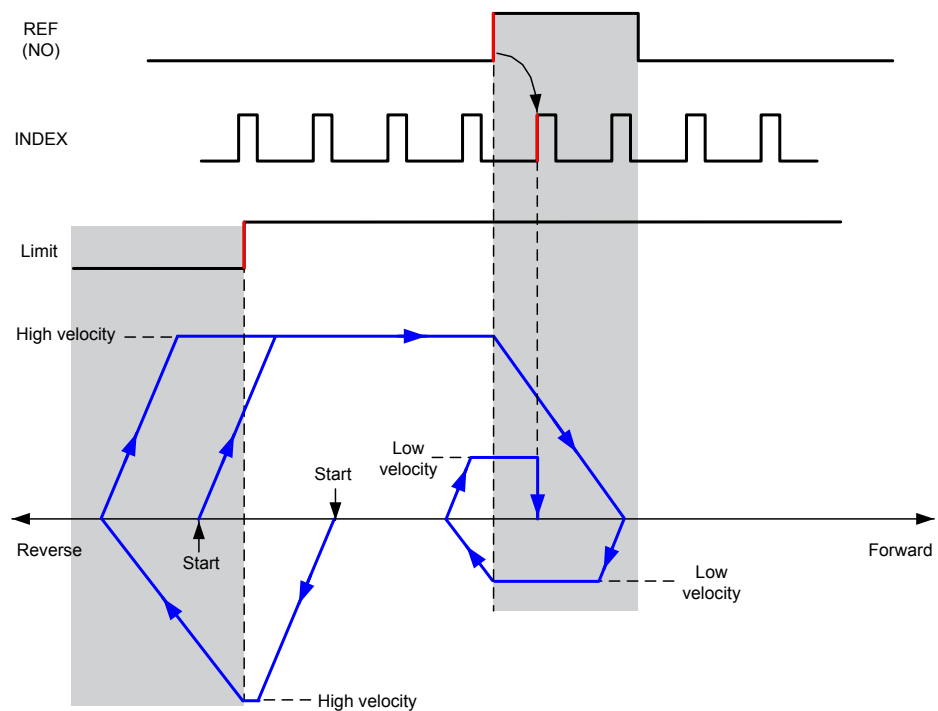 REF
(NO)
INDEX
Limit
High velocity
Low
velocity
Start
Reverse
Start
Forward
Low
velocity
High velocity